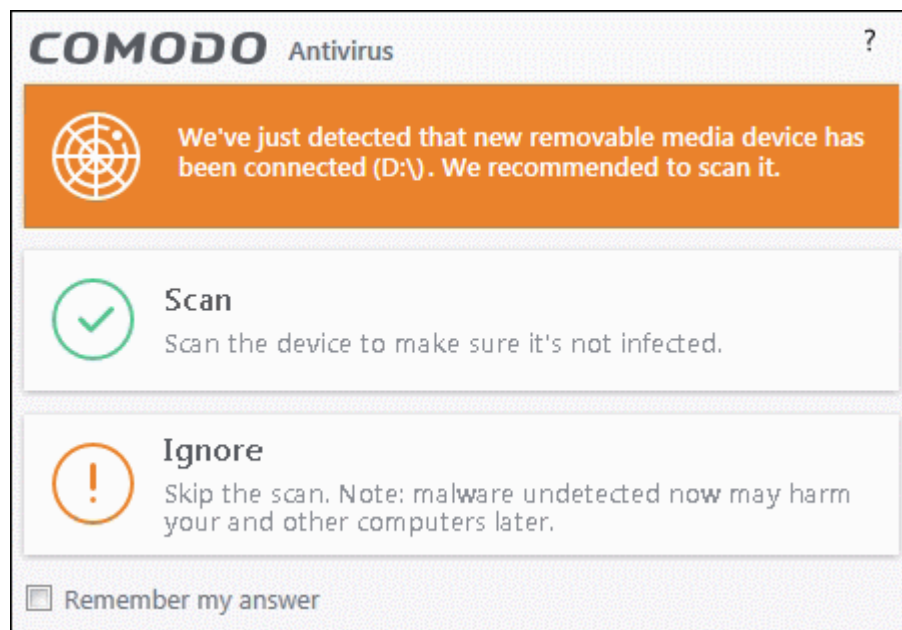 COMODO Antivirus ?
We've just detected that new removable media device has
been connected (D:\). We recommended to scan it.
Scan
Scan the device to make sure it's not infected.
Ignore
Skip the scan. Note: malware undetected now may harm
your and other computers later.
Remember my answer